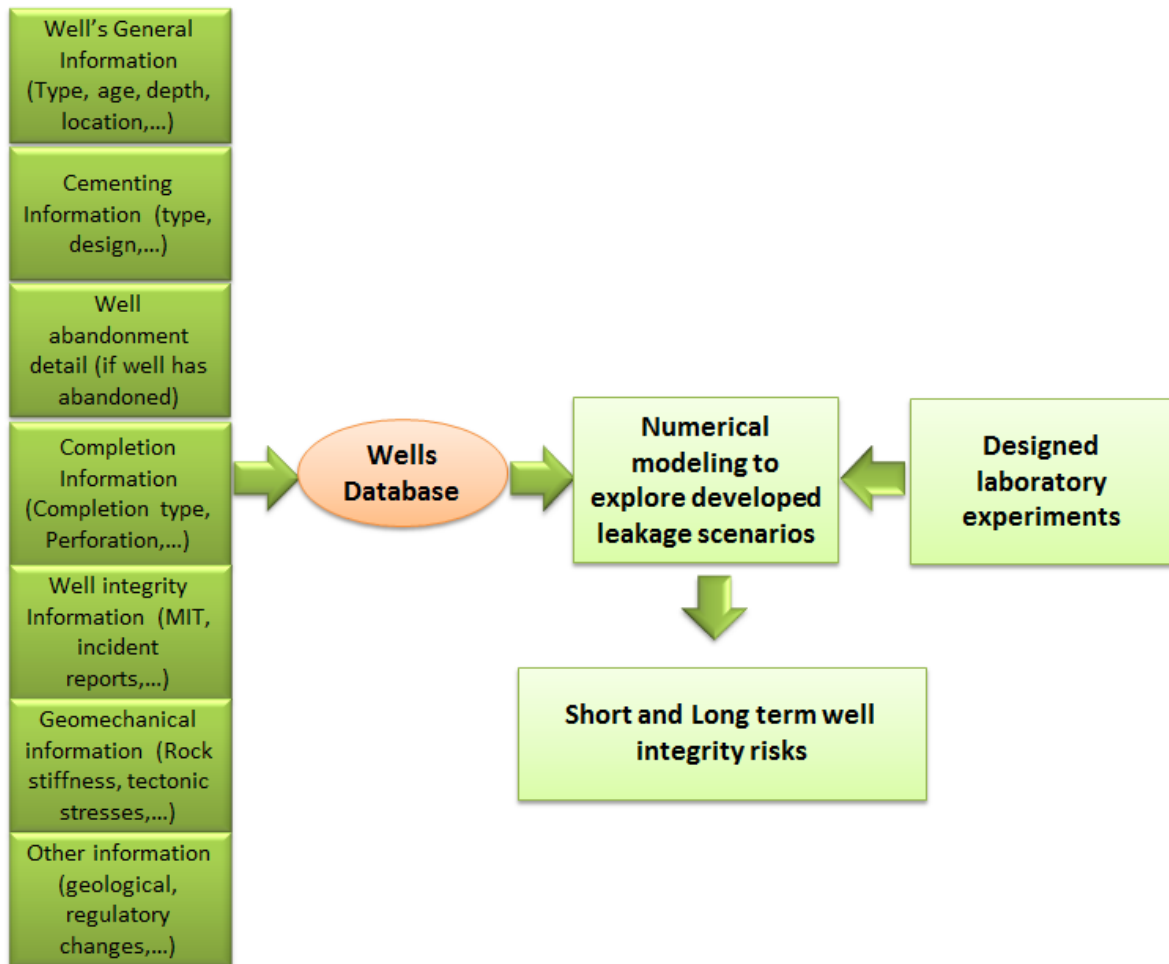 Well's General
Information
(Type, age, depth,
location,...)
Cementing
Information (type,
design,...)
Well
abandonment
detail (if well has
abandoned)
Completion
Information
(Completion type,
Perforation,...)
Well integrity
Information (MIT,
incident
reports,...)
Geomechanical
information (Rock
stiffness, tectonic
stresses,...)
Other information
(geological,
regulatory
changes,...)
Wells
Database
Numerical
modeling to
explore developed
leakage scenarios
Designed
laboratory
experiments
Short and Long term well
integrity risks